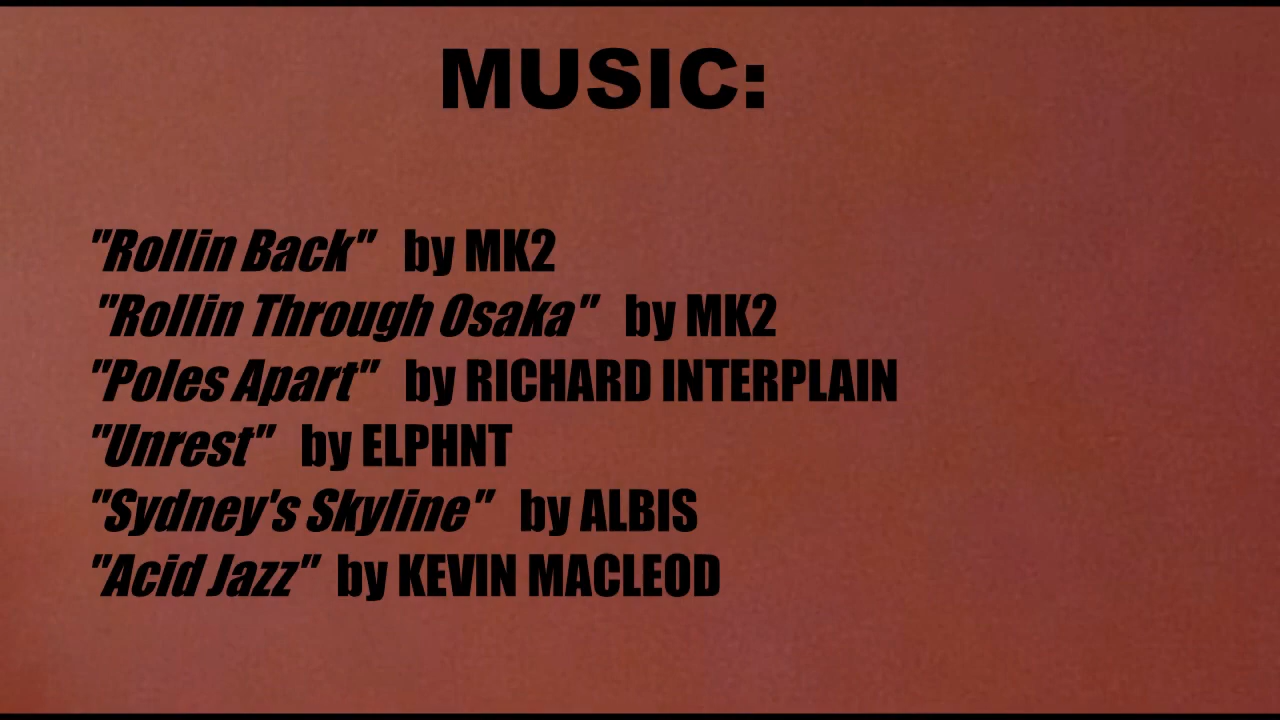 MUSIC:
"Rollin Back" by MK2
"Rollin Through Osaka" by MK2
"Poles Apart" by RICHARD INTERPLAIN
"Unrest" by ELPHNT
"Sydney's Skyline" by ALBIS
"Acid Jazz" by KEVIN MACLEOD